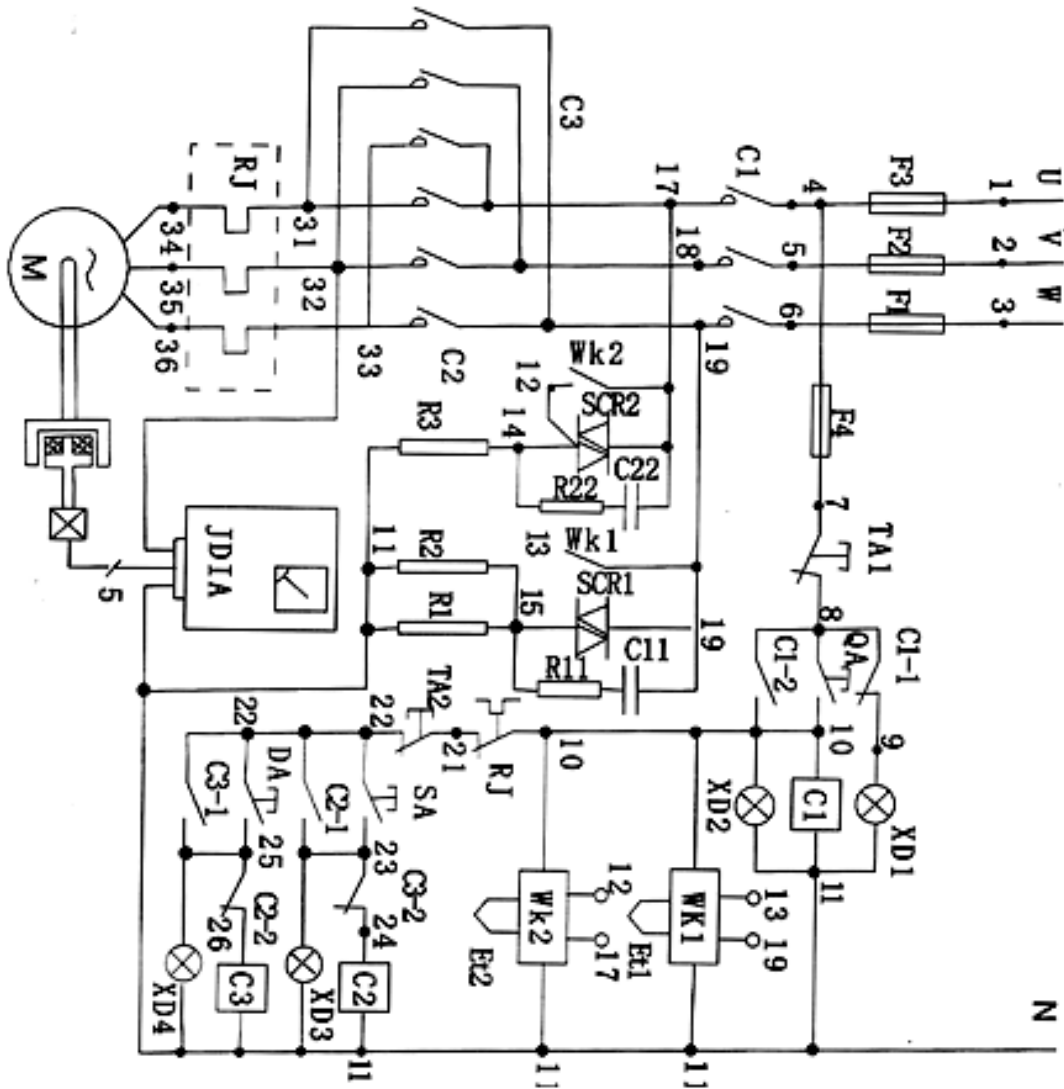 C3
U
V
W
RJ
C1
F3
F2
F1
1
2
3
4
5
6
17
18
19
31
32
33
34
35
36
M
~
C2
Wk2
12
SCR2
14
R3
R22
C22
F4
7
TA1
JDIA
5
11
R2
13
Wk1
SCR1
15
R1
19
R11
C11
8
QA
C1-1
C1-2
TA2
22
22
21
RJ
10
10
9
DA
C3-1
C2-1
SA
XD2
C1
XD1
25
23
C3-2
24
C2-2
26
Wk2
12
17
Et2
WK1
13
19
Et1
11
N
XD4
C3
XD3
C2
11
11
11